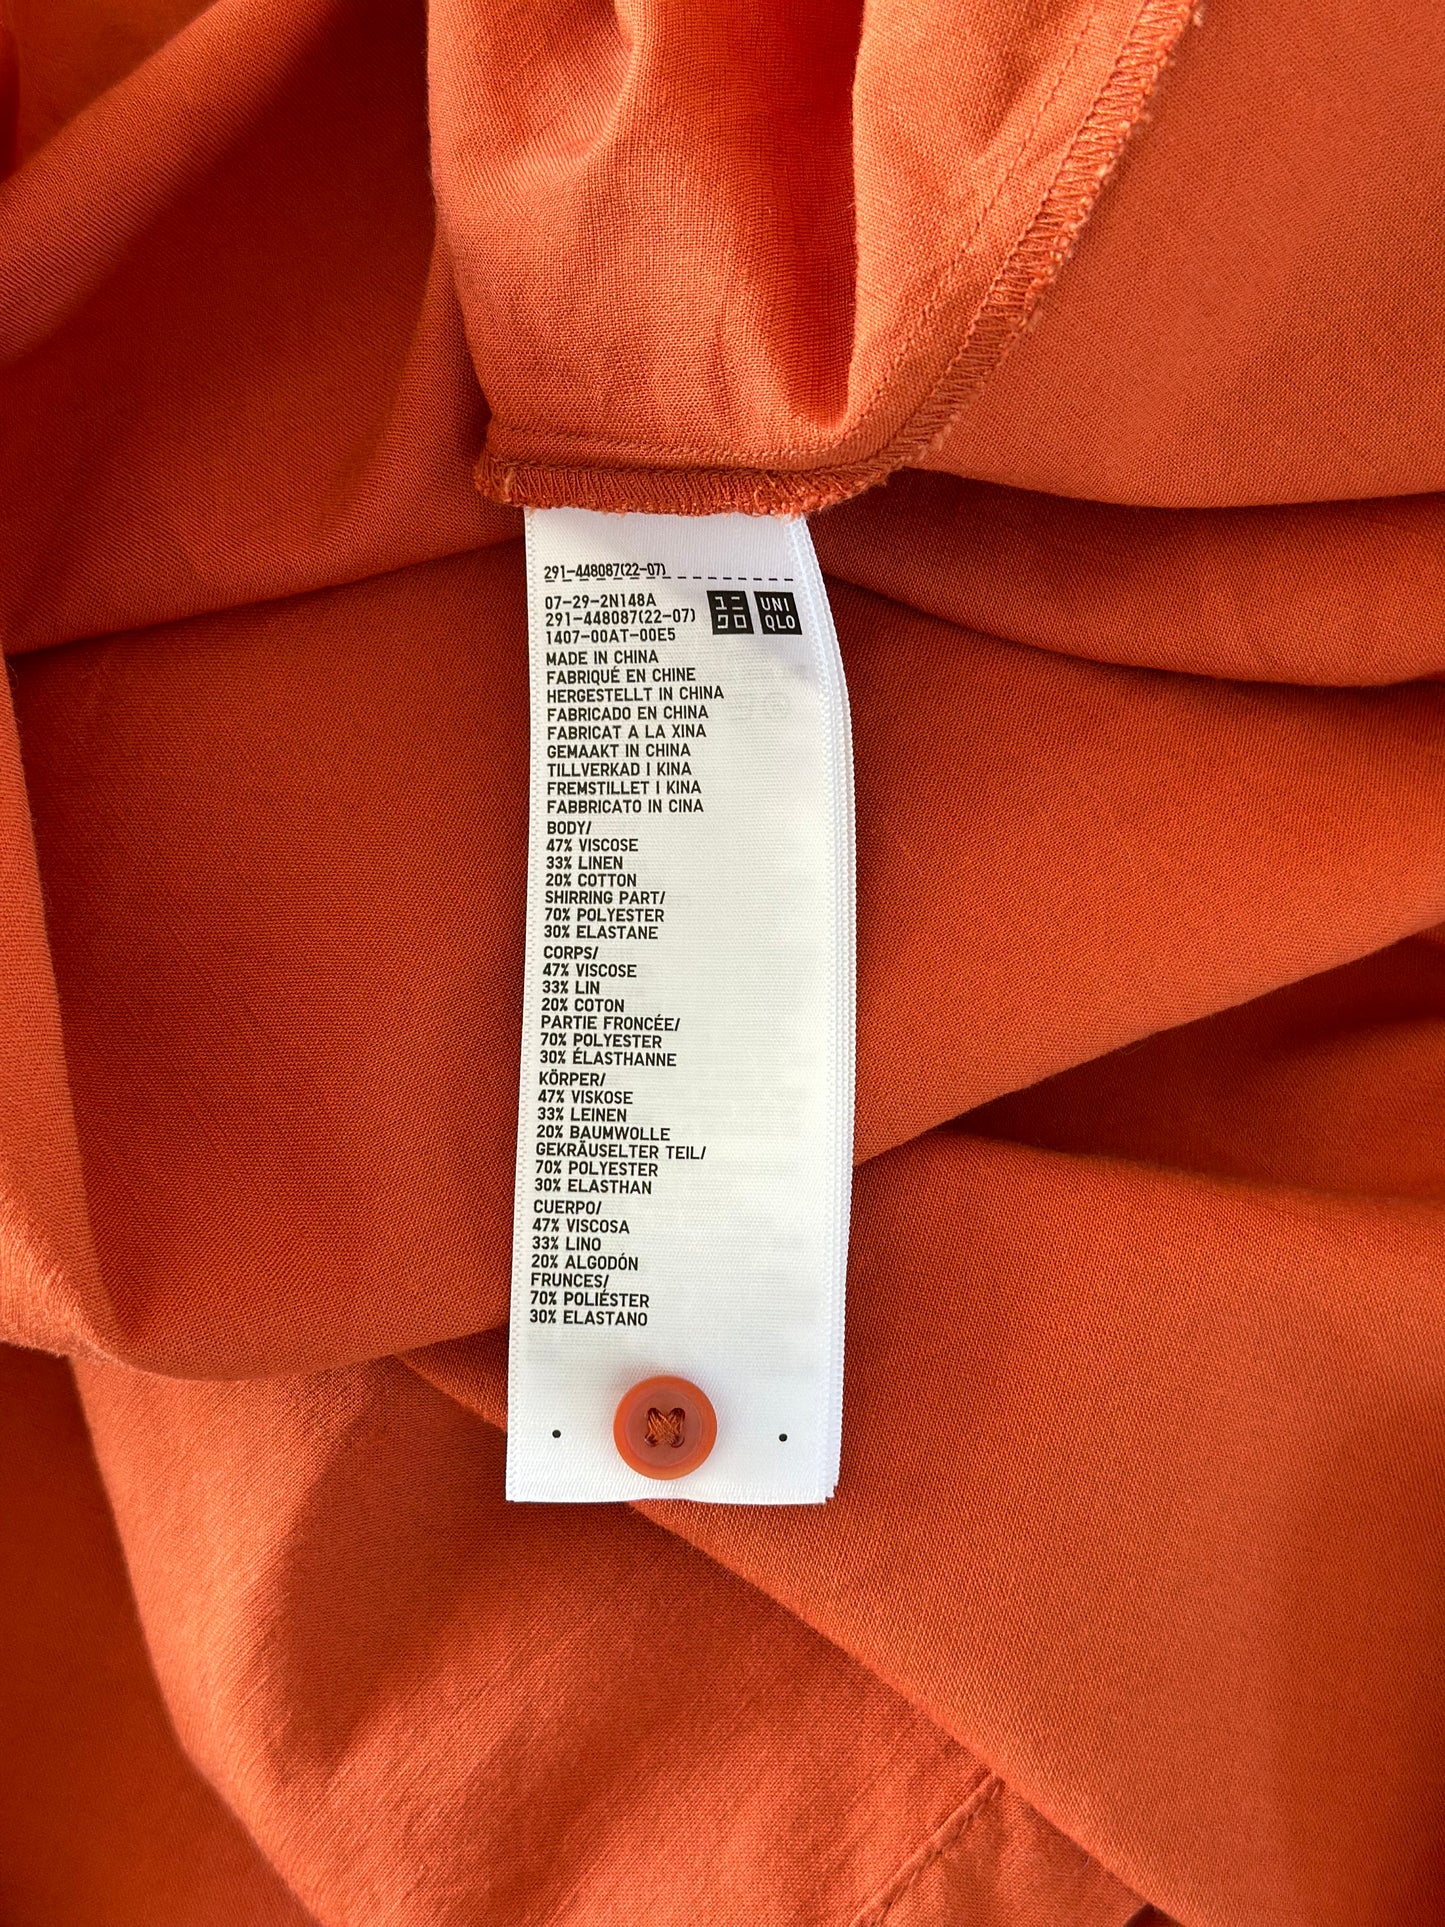 291-448087(22-07)
07-29-2N148A
291-448087(22-07)
1407-00AT-00E5
ユニ
クロ
UNI
QLO
MADE IN CHINA
FABRIQUÉ EN CHINE
HERGESTELLT IN CHINA
FABRICADO EN CHINA
FABRICAT A LA XINA
GEMAAKT IN CHINA
TILLVERKAD I KINA
FREMSTILLET I KINA
FABBRICATO IN CINA
BODY/
47% VISCOSE
33% LINEN
20% COTTON
SHIRRING PART/
70% POLYESTER
30% ELASTANE
CORPS/
47% VISCOSE
33% LIN
20% COTON
PARTIE FRONCÉE/
70% POLYESTER
30% ÉLASTHANNE
KÖRPER/
47% VISKOSE
33% LEINEN
20% BAUMWOLLE
GEKRÄUSELTER TEIL/
70% POLYESTER
30% ELASTHAN
CUERPO/
47% VISCOSA
33% LINO
20% ALGODÓN
FRUNCES/
70% POLIÉSTER
30% ELASTANO